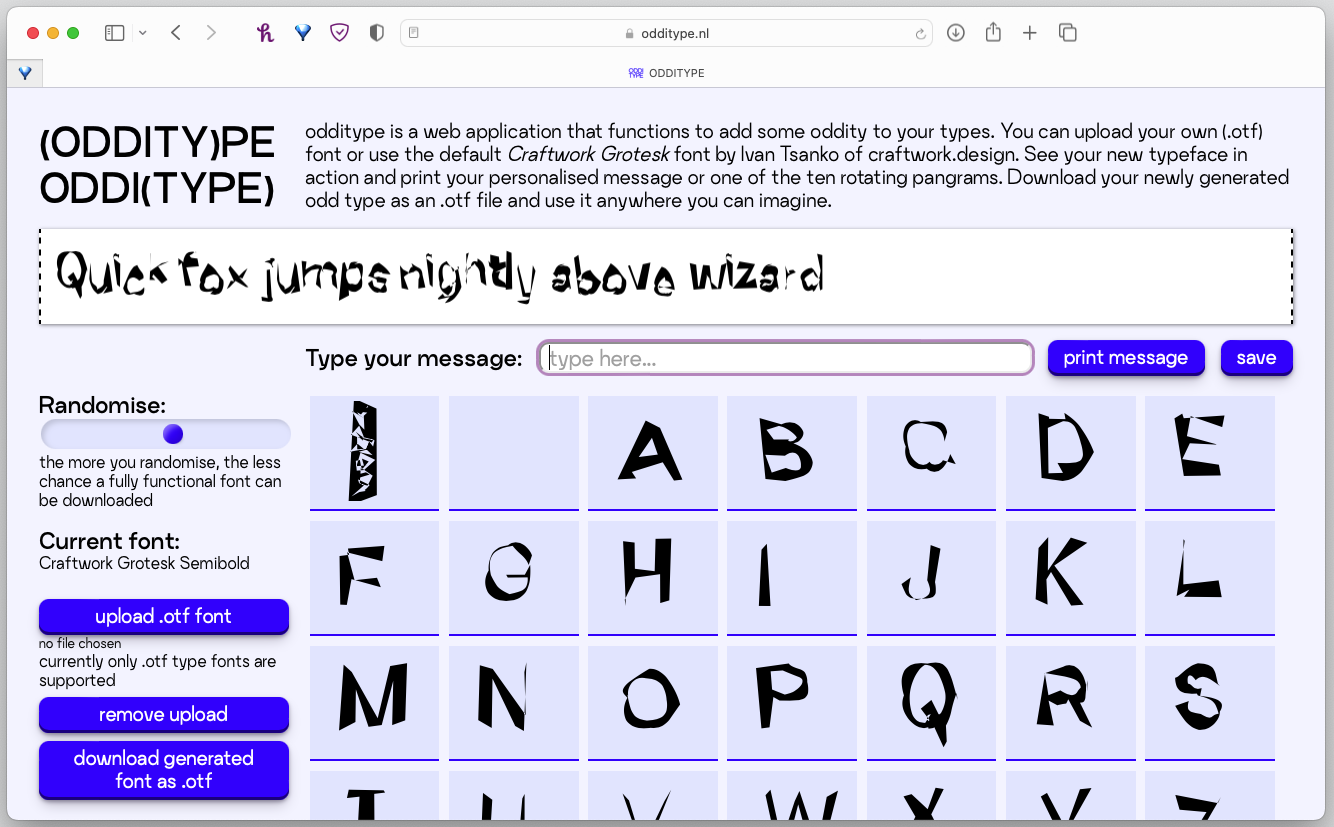 odditype.nl
ODDITYPE
(ODDITY)PE
ODDI(TYPE)
odditype is a web application that functions to add some oddity to your types. You can upload your own (.otf)
font or use the default Craftwork Grotesk font by Ivan Tsanko of craftwork.design. See your new typeface in
action and print your personalised message or one of the ten rotating pangrams. Download your newly generated
odd type as an .otf file and use it anywhere you can imagine.
Quick fox jumps nightly above wizard
Type your message:
type here...
print message
save
Randomise:
the more you randomise, the less
chance a fully functional font can
be downloaded
Current font:
Craftwork Grotesk Semibold
upload .otf font
no file chosen
currently only .otf type fonts are
supported
remove upload
download generated
font as .otf
A B C D E
F G H I J K L
M N O P Q R S
T U V W X Y Z